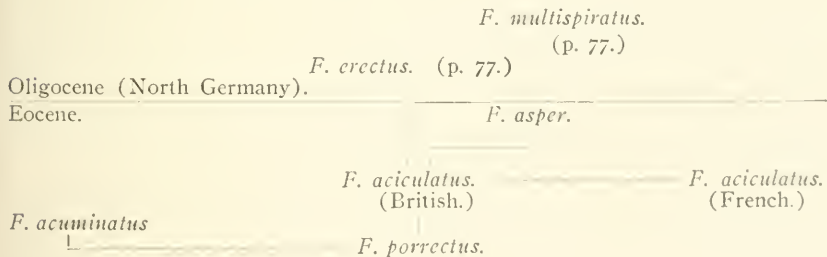 F. multispiratus.
(p. 77.)
F. erectus. (p. 77.)
Oligocene (North Germany).
Eocene.
F. asper.
F. aciculatus.
(British.)
F. aciculatus.
(French.)
F. acuminatus
F. porrectus.